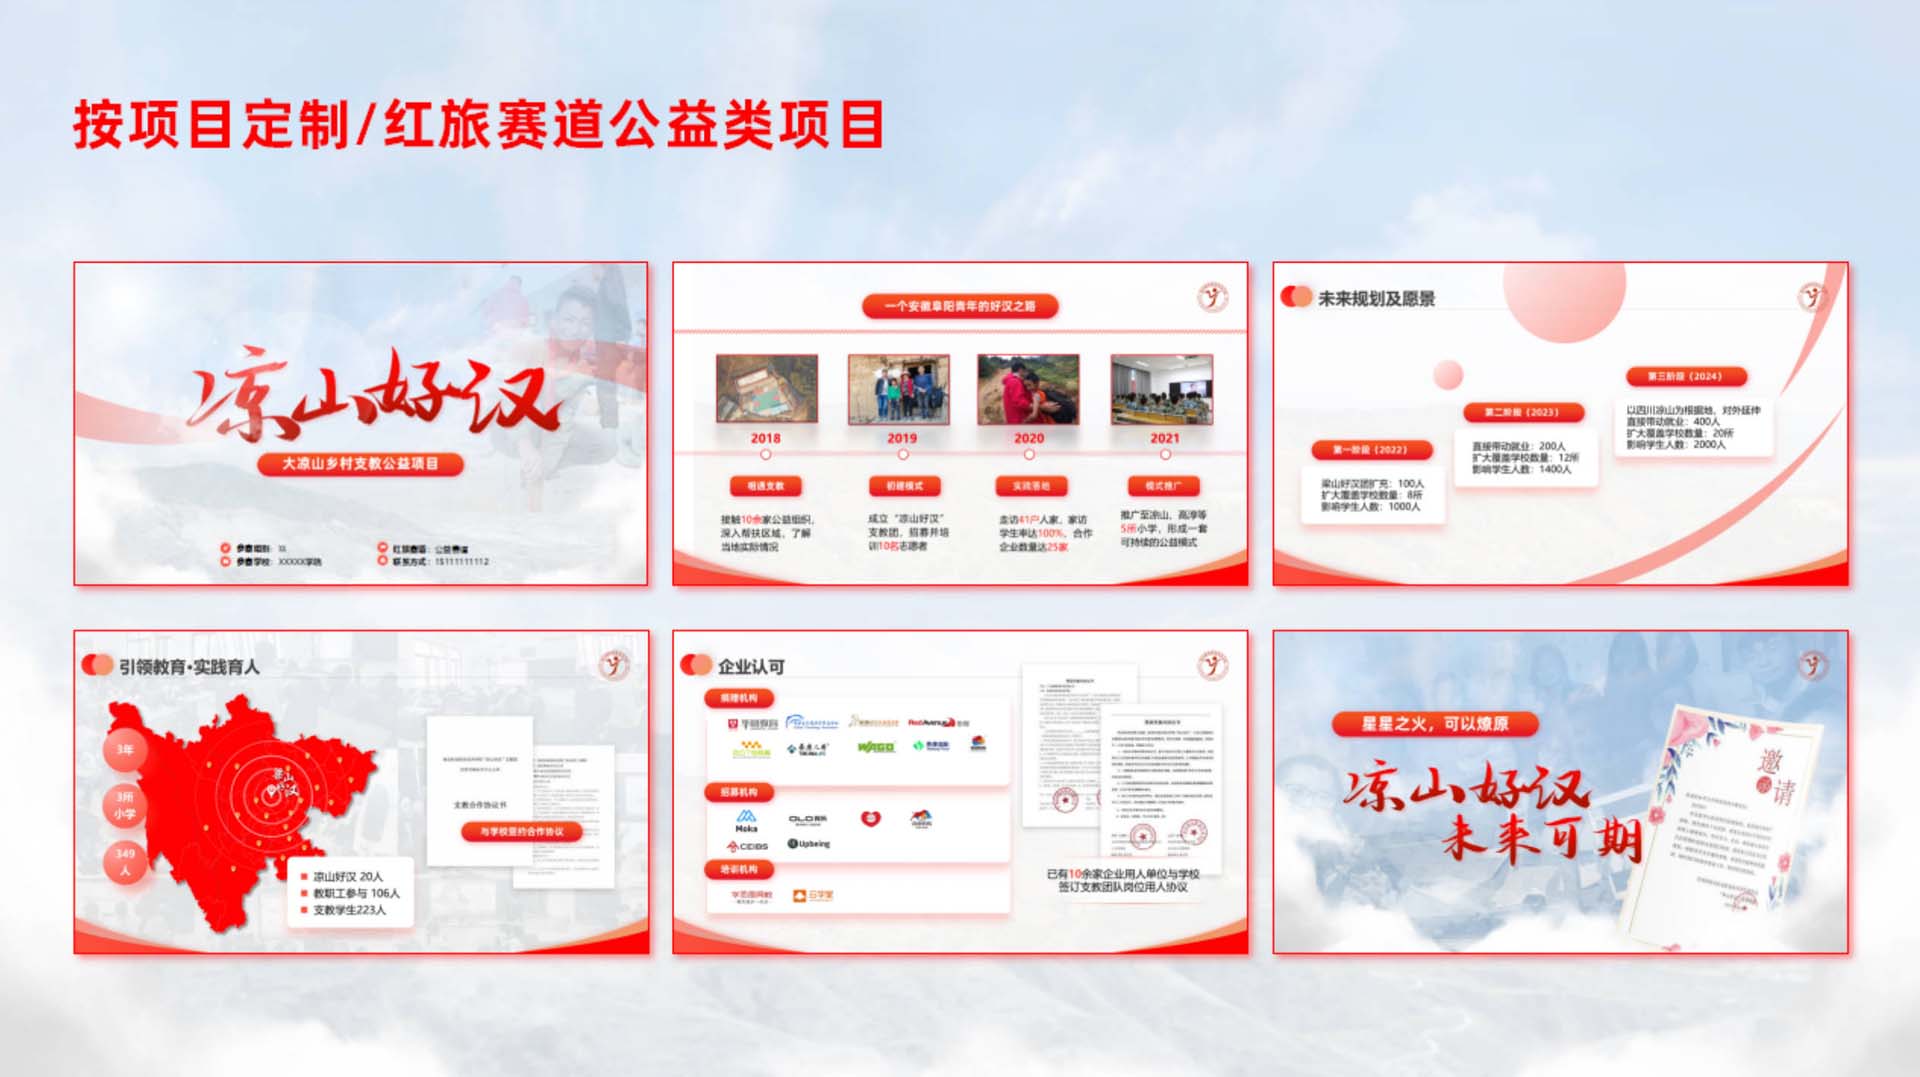 按项目定制/红旅赛道公益类项目
凉山好汉
大凉山乡村支教公益项目
参赛组别：XX
红旅赛道：公益赛道
参赛学校：XXXXX学院
联系方式：15111111112
一个安徽阜阳青年的好汉之路
2018
2019
2020
2021
相遇支教
初建模式
实践落地
模式推广
接触10余家公益组织，
深入帮扶区域，了解
当地实际情况
成立“凉山好汉”
支教团，招募并培
训10名志愿者
走访41户人家，家访
学生率达100%，合作
企业数量达25家
推广至凉山、高淳等
5所小学，形成一套
可持续的公益模式
未来规划及愿景
第一阶段（2022）
梁山好汉团扩充：100人
扩大覆盖学校数量：8所
影响学生人数：1000人
第二阶段（2023）
直接带动就业：200人
扩大覆盖学校数量：12所
影响学生人数：1400人
第三阶段（2024）
以四川凉山为根据地，对外延伸
直接带动就业：400人
扩大覆盖学校数量：20所
影响学生人数：2000人
引领教育·实践育人
3年
3所
小学
349
人
凉山好汉 20人
教职工参与 106人
支教学生223人
支教合作协议书
与学校签约合作协议
企业认可
捐赠机构
华图教育
RedAvenue
WAGO
招募机构
Moka
CEIBS
Upbeing
培训机构
云学堂
已有10余家企业用人单位与学校
签订支教团队岗位用人协议
星星之火，可以燎原
凉山好汉
未来可期
邀请